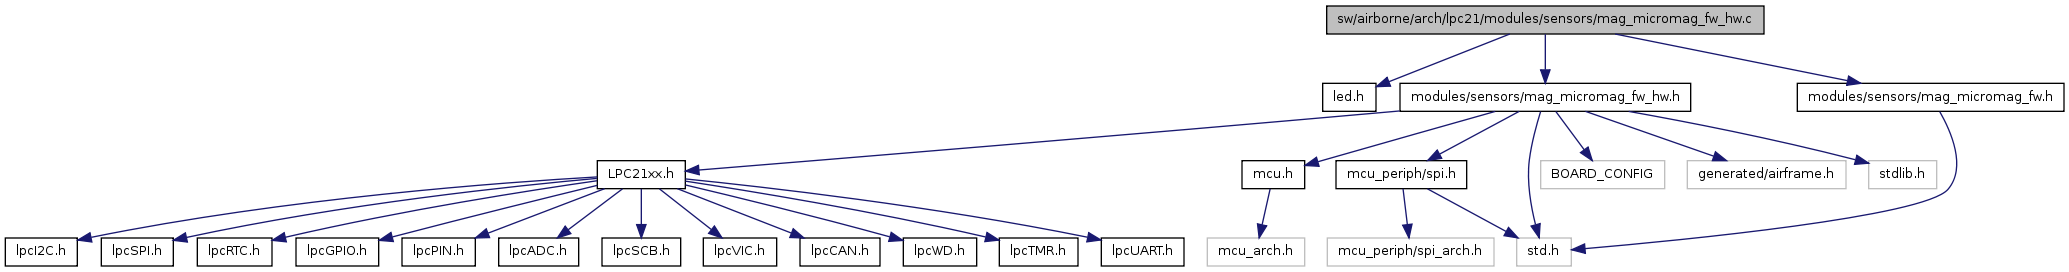 sw/airborne/arch/lpc21/modules/sensors/mag_micromag_fw_hw.c
led.h
modules/sensors/mag_micromag_fw_hw.h
modules/sensors/mag_micromag_fw.h
LPC21xx.h
mcu.h
mcu_periph/spi.h
BOARD_CONFIG
generated/airframe.h
stdlib.h
lpcI2C.h
lpcSPI.h
lpcRTC.h
lpcGPIO.h
lpcPIN.h
lpcADC.h
lpcSCB.h
lpcVIC.h
lpcCAN.h
lpcWD.h
lpcTMR.h
lpcUART.h
mcu_arch.h
mcu_periph/spi_arch.h
std.h